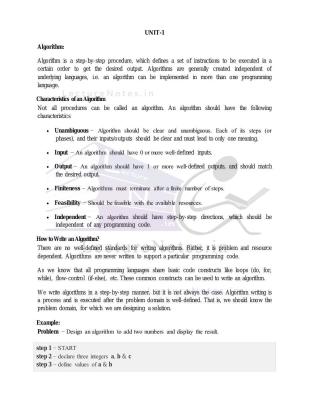 UNIT-1
Algorithm:
Algorithm is a step-by-step procedure, which defines a set of instructions to be executed in a
certain order to get the desired output. Algorithms are generally created independent of
underlying languages, i.e. an algorithm can be implemented in more than one programming
language.
LectureNotes.in
Characteristics of an Algorithm
Not all procedures can be called an algorithm. An algorithm should have the following
characteristics
• Unambiguous – Algorithm should be clear and unambiguous. Each of its steps (or
phases), and their inputs/outputs should be clear and must lead to only one meaning.
• Input – An algorithm should have 0 or more well-defined inputs.
• Output – An algorithm should have 1 or more well-defined outputs, and should match
the desired output.
• Finiteness – Algorithms must terminate after a finite number of steps.
• Feasibility – Should be feasible with the available resources.
• Independent – An algorithm should have step-by-step directions, which should be
independent of any programming code.
How to Write an Algorithm?
There are no well-defined standards for writing algorithms. Rather, it is problem and resource
dependent. Algorithms are never written to support a particular programming code.
As we know that all programming languages share basic code constructs like loops (do, for,
while), flow-control (if-else), etc. These common constructs can be used to write an algorithm.
We write algorithms in a step-by-step manner, but it is not always the case. Algorithm writing is
a process and is executed after the problem domain is well-defined. That is, we should know the
problem domain, for which we are designing a solution.
Example:
Problem – Design an algorithm to add two numbers and display the result.
step 1 – START
step 2 – declare three integers a, b & c
step 3 – define values of a & b